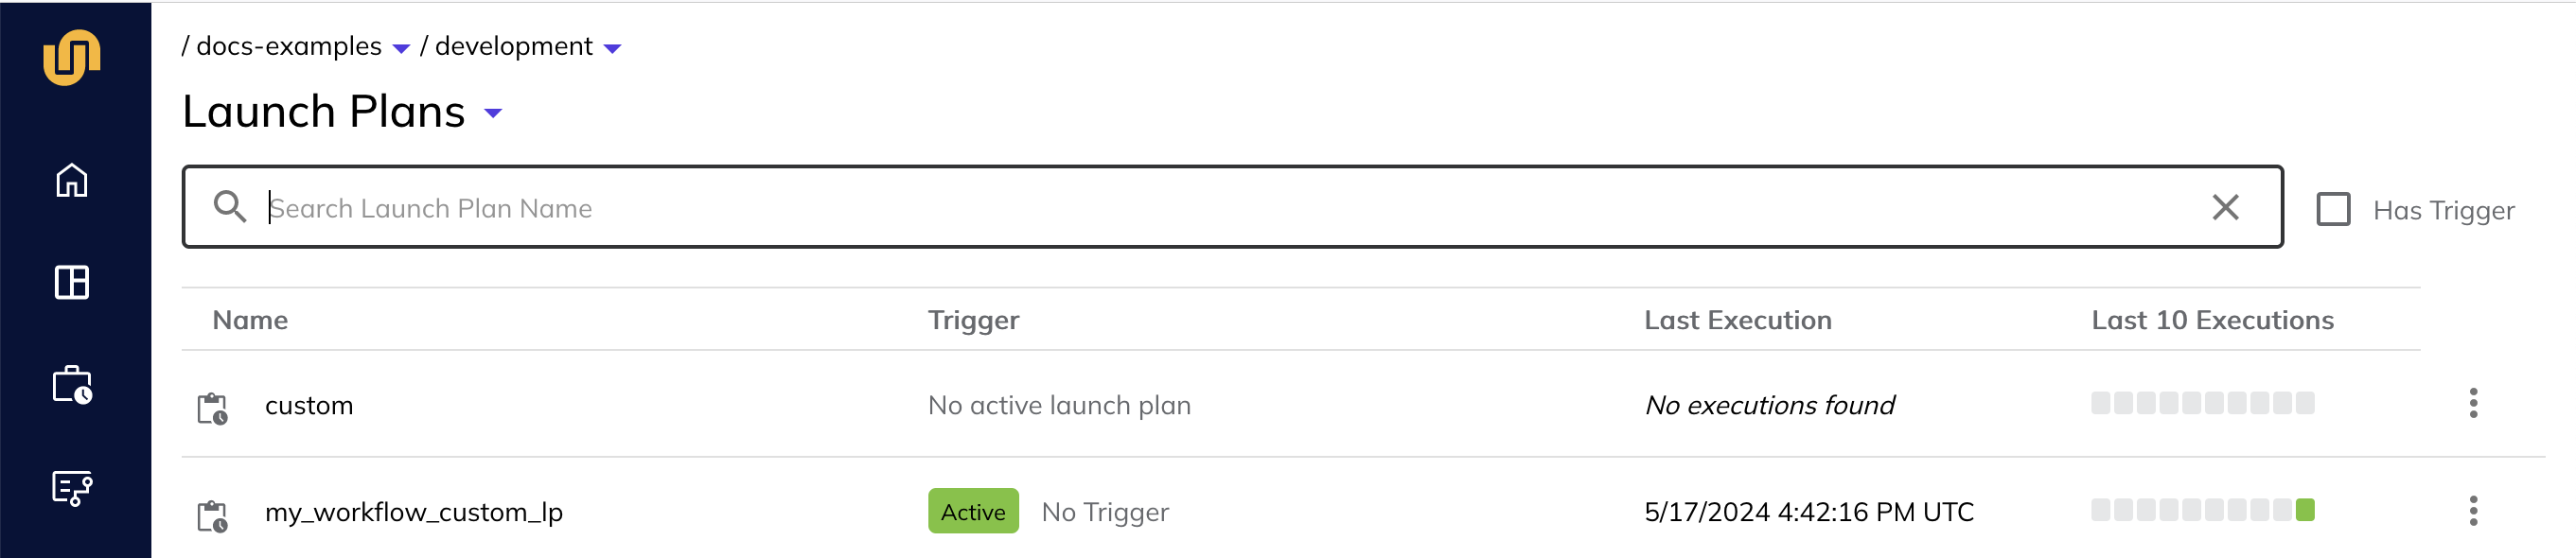 / docs-examples / development
Launch Plans
Search Launch Plan Name
Has Trigger
Name Trigger Last Execution Last 10 Executions
custom No active launch plan No executions found
my_workflow_custom_lp Active No Trigger 5/17/2024 4:42:16 PM UTC